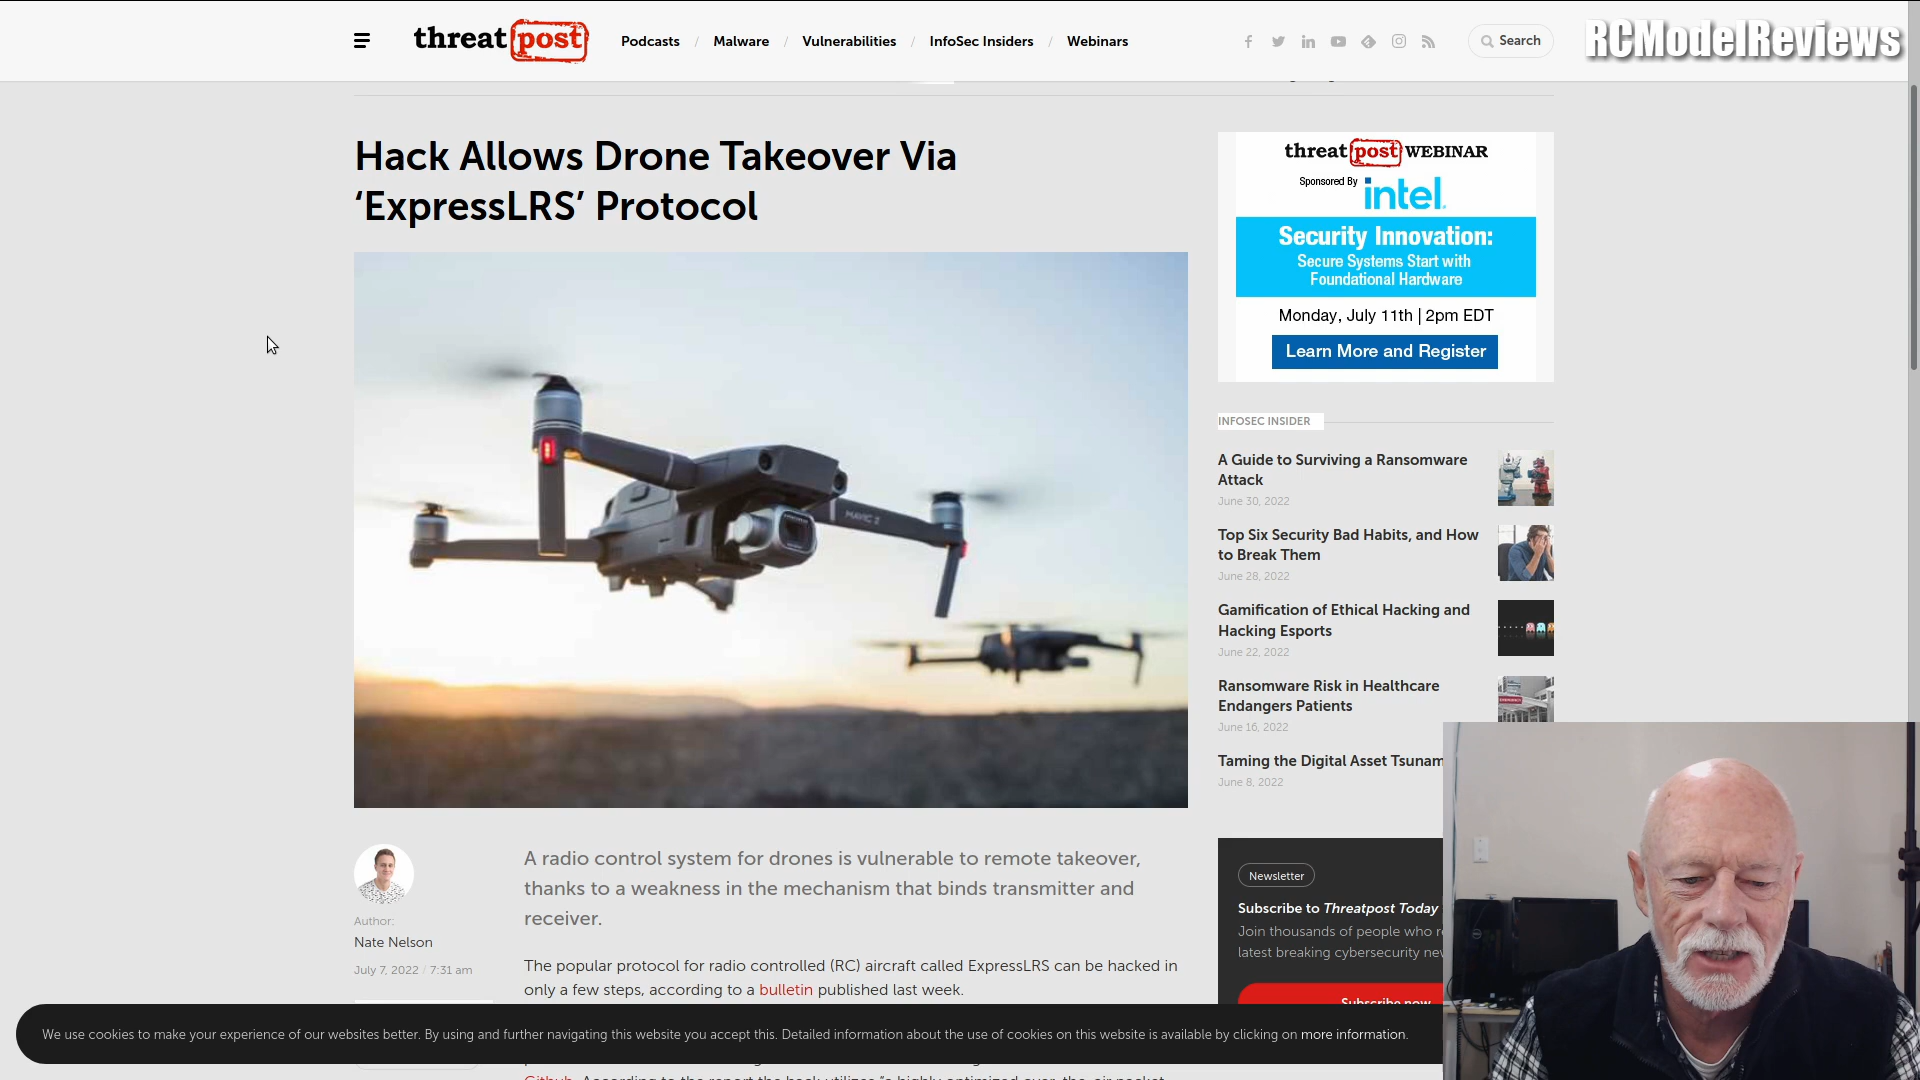 threat post
Podcasts / Malware / Vulnerabilities / InfoSec Insiders / Webinars
Search
RCModelReviews
Hack Allows Drone Takeover Via
‘ExpressLRS’ Protocol
MAVIC 2
threat post WEBINAR
Sponsored By intel.
Security Innovation:
Secure Systems Start with
Foundational Hardware
Monday, July 11th | 2pm EDT
Learn More and Register
INFOSEC INSIDER
A Guide to Surviving a Ransomware
Attack
June 30, 2022
Top Six Security Bad Habits, and How
to Break Them
June 28, 2022
Gamification of Ethical Hacking and
Hacking Esports
June 22, 2022
Ransomware Risk in Healthcare
Endangers Patients
June 16, 2022
Taming the Digital Asset Tsunam
June 8, 2022
Author:
Nate Nelson
July 7, 2022 / 7:31 am
A radio control system for drones is vulnerable to remote takeover,
thanks to a weakness in the mechanism that binds transmitter and
receiver.
The popular protocol for radio controlled (RC) aircraft called ExpressLRS can be hacked in
only a few steps, according to a bulletin published last week.
Newsletter
Subscribe to Threatpost Today
Join thousands of people who r
latest breaking cybersecurity ne
Subscribe now
We use cookies to make your experience of our websites better. By using and further navigating this website you accept this. Detailed information about the use of cookies on this website is available by clicking on more information.